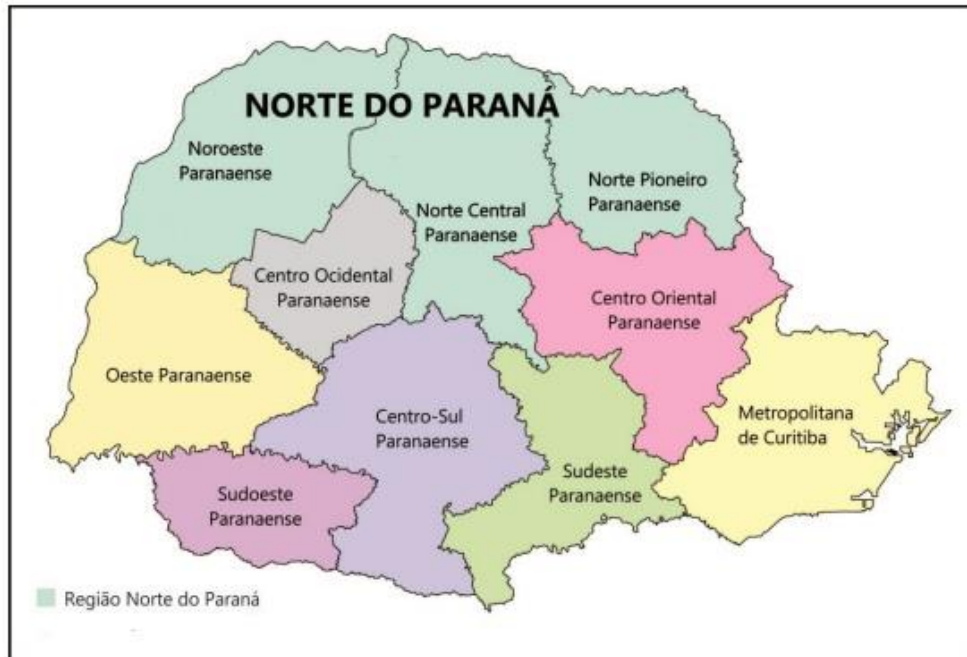 NORTE DO PARANÁ
Noroeste
Paranaense
Norte Pioneiro
Paranaense
Norte Central
Paranaense
Centro Ocidental
Paranaense
Centro Oriental
Paranaense
Oeste Paranaense
Centro-Sul
Paranaense
Metropolitana
de Curitiba
Sudeste
Paranaense
Sudoeste
Paranaense
Região Norte do Paraná